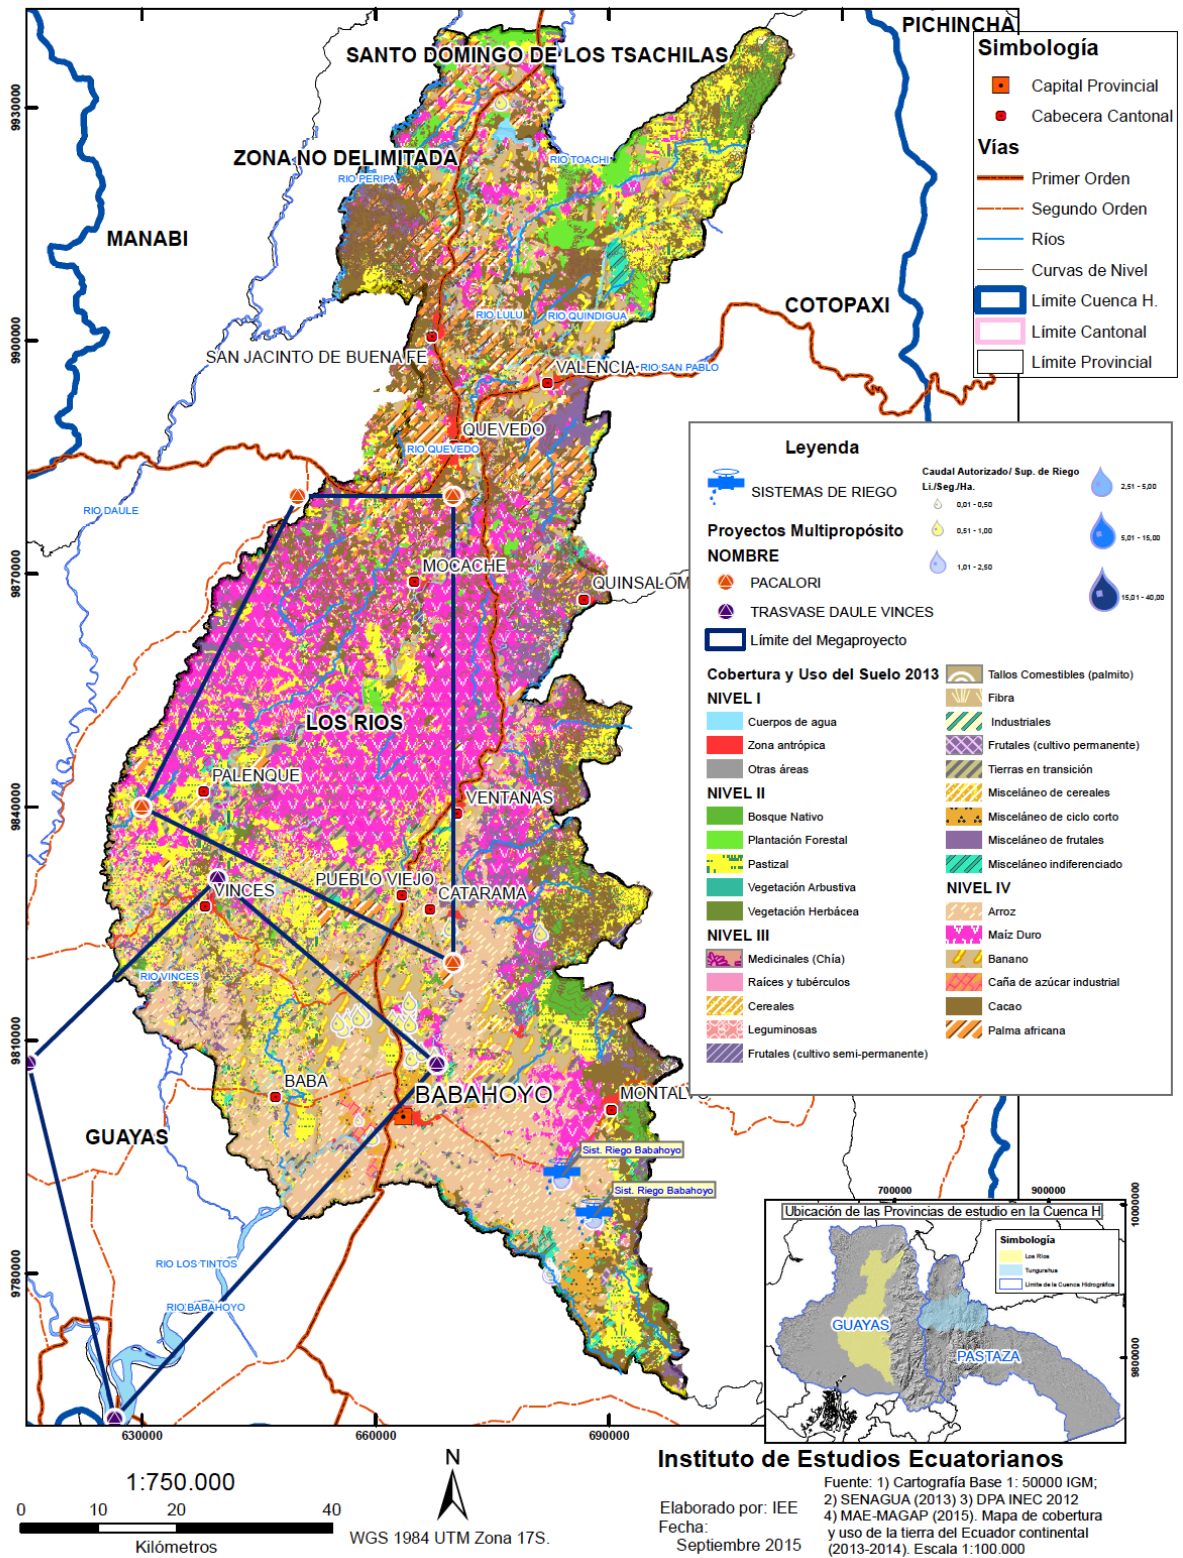 PICHINCHA
SANTO DOMINGO DE LOS TSACHILAS
ZONA NO DELIMITADA
RIO TOACHI
RIO PERIPA
MANABI
COTOPAXI
RIO LULU
RIO QUINDIGUA
SAN JACINTO DE BUENA FE
VALENCIA
RIO SAN PABLO
QUEVEDO
RIO QUEVEDO
RIO DAULE
MOCACHE
QUINSALOM
LOS RIOS
PALENQUE
VENTANAS
PUEBLO VIEJO
VINCES
CATARAMA
RIO VINCES
BABA
BABAHOYO
MONTALV
GUAYAS
Sist. Riego Babahoyo
Sist. Riego Babahoyo
RIO LOS TINTOS
RIO BABAHOYO
9930000
9900000
9870000
9840000
9810000
9780000
630000
660000
690000
Simbología
Capital Provincial
Cabecera Cantonal
Vías
Primer Orden
Segundo Orden
Ríos
Curvas de Nivel
Límite Cuenca H.
Límite Cantonal
Límite Provincial
Leyenda
SISTEMAS DE RIEGO
Proyectos Multipropósito
NOMBRE
PACALORI
TRASVASE DAULE VINCES
Límite del Megaproyecto
Caudal Autorizado/ Sup. de Riego
Li./Seg./Ha.
0,01 - 0,50
0,51 - 1,00
1,01 - 2,50
2,51 - 5,00
5,01 - 15,00
15,01 - 40,00
Cobertura y Uso del Suelo 2013
NIVEL I
Cuerpos de agua
Zona antrópica
Otras áreas
NIVEL II
Bosque Nativo
Plantación Forestal
Pastizal
Vegetación Arbustiva
Vegetación Herbácea
NIVEL III
Medicinales (Chía)
Raíces y tubérculos
Cereales
Leguminosas
Frutales (cultivo semi-permanente)
Tallos Comestibles (palmito)
Fibra
Industriales
Frutales (cultivo permanente)
Tierras en transición
Misceláneo de cereales
Misceláneo de ciclo corto
Misceláneo de frutales
Misceláneo indiferenciado
NIVEL IV
Arroz
Maíz Duro
Banano
Caña de azúcar industrial
Cacao
Palma africana
700000
900000
10000000
9800000
Ubicación de las Provincias de estudio en la Cuenca H
Simbología
Los Ríos
Tungurahua
Límite de la Cuenca Hidrográfica
GUAYAS
PASTAZA
1:750.000
0 10 20 40
Kilómetros
N
WGS 1984 UTM Zona 17S.
Instituto de Estudios Ecuatorianos
Elaborado por: IEE
Fecha:
Septiembre 2015
Fuente: 1) Cartografía Base 1: 50000 IGM;
2) SENAGUA (2013) 3) DPA INEC 2012
4) MAE-MAGAP (2015). Mapa de cobertura
y uso de la tierra del Ecuador continental
(2013-2014). Escala 1:100.000